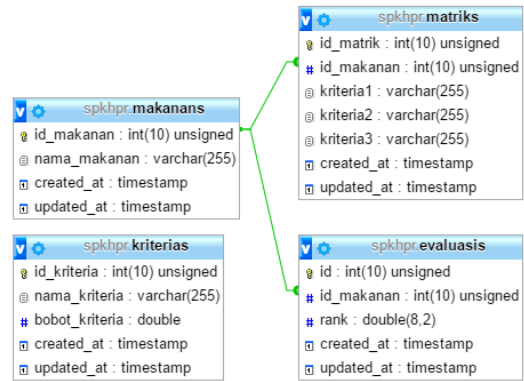 spkhpr.matriks
id_matrik : int(10) unsigned
id_makanan : int(10) unsigned
kriteria1 : varchar(255)
kriteria2 : varchar(255)
kriteria3 : varchar(255)
created_at : timestamp
updated_at : timestamp
spkhpr.makanans
id_makanan : int(10) unsigned
nama_makanan : varchar(255)
created_at : timestamp
updated_at : timestamp
spkhpr.kriterias
id_kriteria : int(10) unsigned
nama_kriteria : varchar(255)
bobot_kriteria : double
created_at : timestamp
updated_at : timestamp
spkhpr.evaluasis
id : int(10) unsigned
id_makanan : int(10) unsigned
rank : double(8,2)
created_at : timestamp
updated_at : timestamp